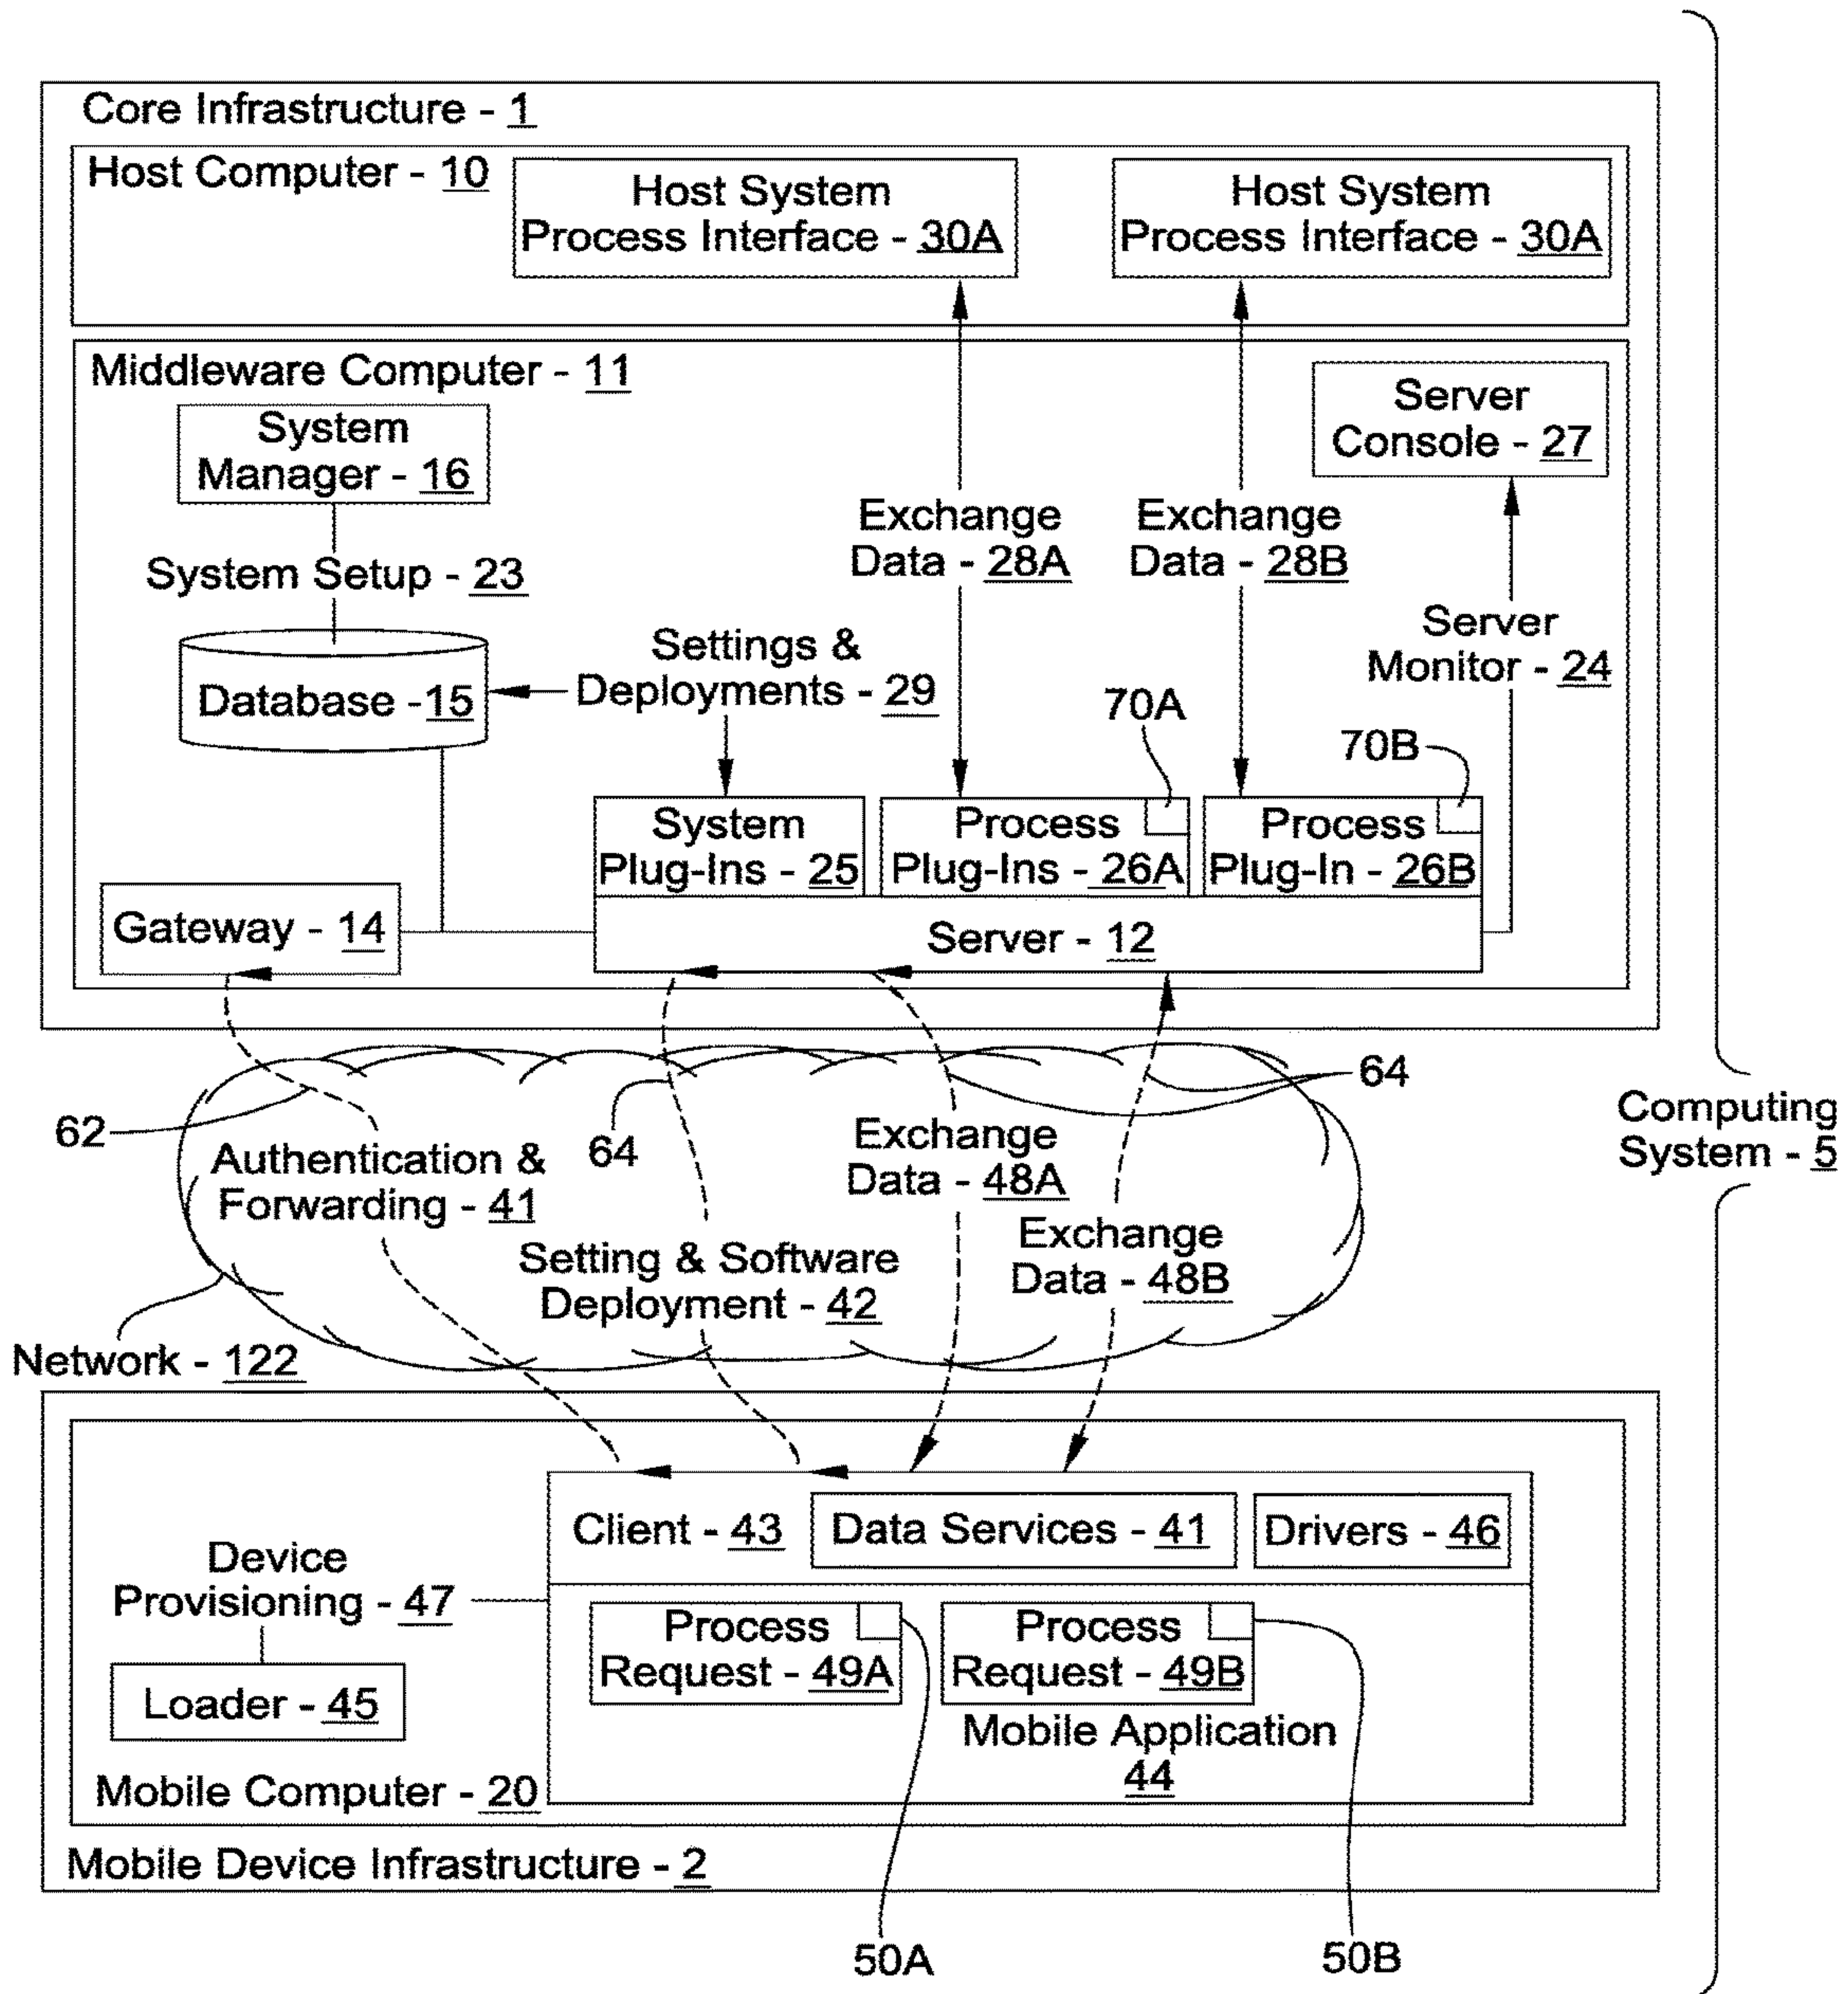 Core Infrastructure - 1
Host Computer - 10
Host System
Process Interface - 30A
Host System
Process Interface - 30A
Middleware Computer - 11
System
Manager - 16
Server
Console - 27
System Setup - 23
Exchange
Data - 28A
Exchange
Data - 28B
Server
Monitor - 24
Database -15
Settings &
Deployments - 29
70A
70B
System
Plug-Ins - 25
Process
Plug-Ins - 26A
Process
Plug-In - 26B
Gateway - 14
Server - 12
62
64
64
Authentication &
Forwarding - 41
Exchange
Data - 48A
Setting & Software
Deployment - 42
Exchange
Data - 48B
Computing
System - 5
Network - 122
Client - 43
Data Services - 41
Drivers - 46
Device
Provisioning - 47
Process
Request - 49A
Process
Request - 49B
Loader - 45
Mobile Application
44
Mobile Computer - 20
Mobile Device Infrastructure - 2
50A
50B